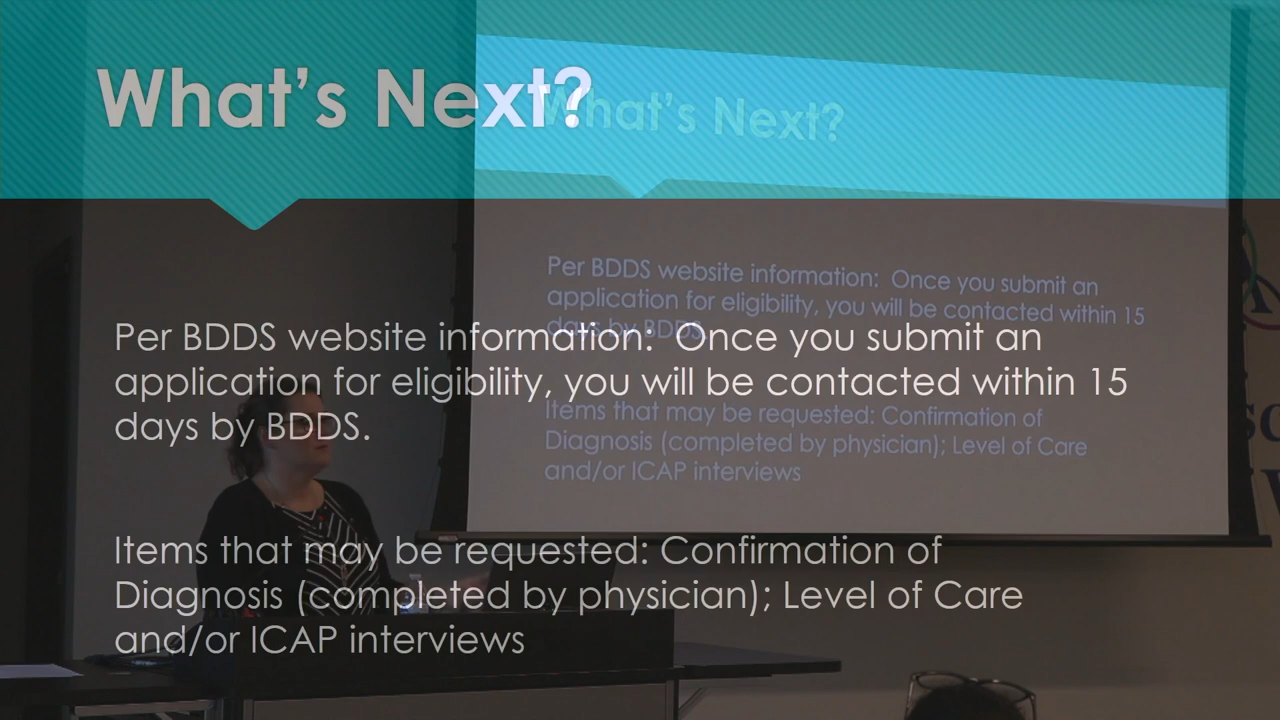 What's Next?
Per BDDS website information:  Once you submit an
application for eligibility, you will be contacted within 15
days by BDDS.
Items that may be requested: Confirmation of
Diagnosis (completed by physician); Level of Care
and/or ICAP interviews
What's Next?
Per BDDS website information:  Once you submit an
application for eligibility, you will be contacted within 15
days by BDDS.
Items that may be requested: Confirmation of
Diagnosis (completed by physician); Level of Care
and/or ICAP interviews